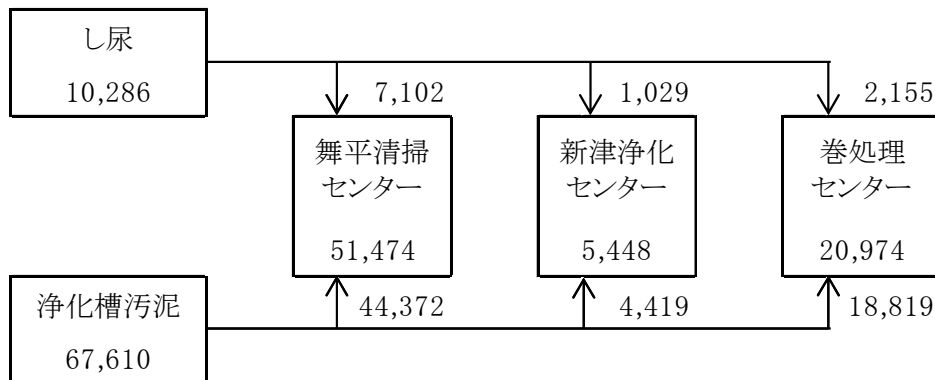 し尿
10,286
7,102
1,029
2,155
舞平清掃
センター
51,474
新津浄化
センター
5,448
巻処理
センター
20,974
浄化槽汚泥
67,610
44,372
4,419
18,819